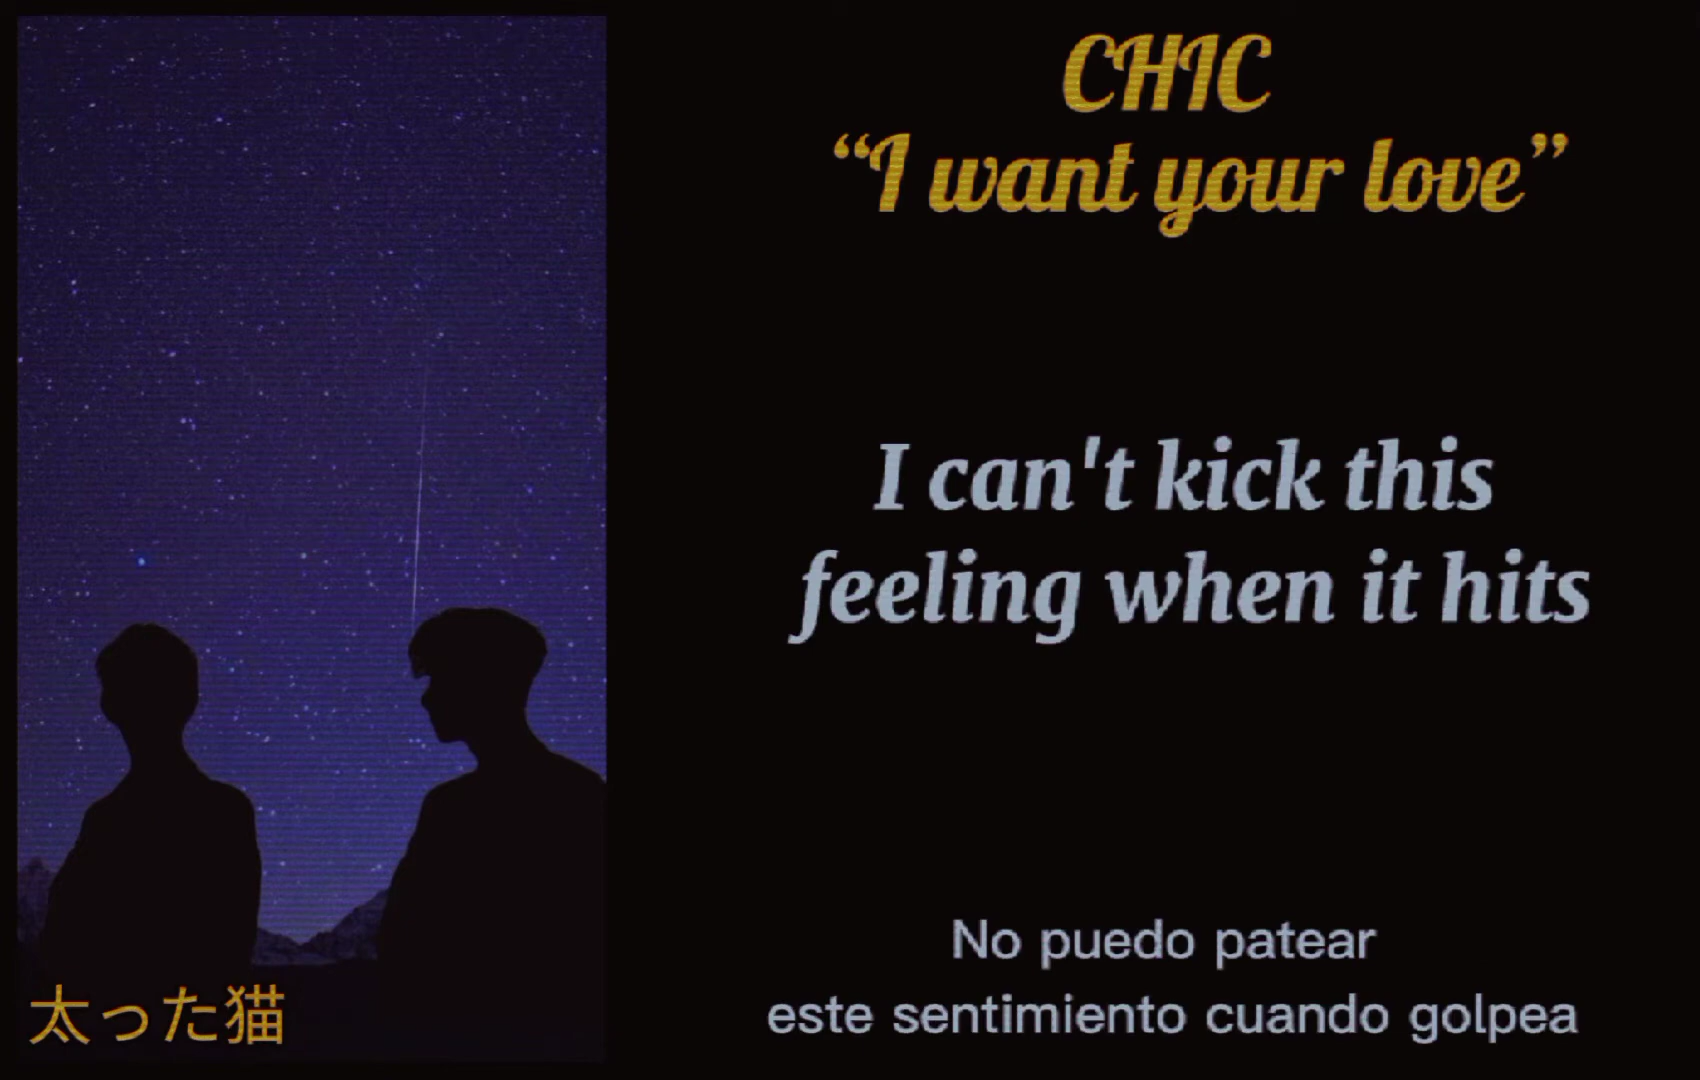 CHIC
“I want your love”
I can't kick this
feeling when it hits
No puedo patear
este sentimiento cuando golpea
太った猫